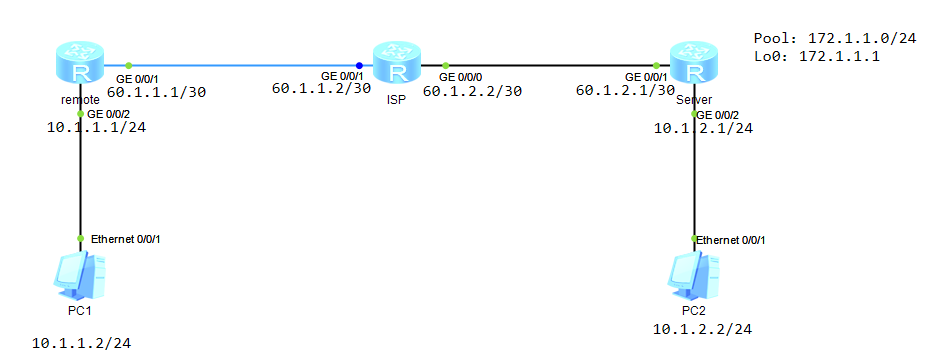 Pool: 172.1.1.0/24
Lo0: 172.1.1.1
R
R
R
GE 0/0/1
GE 0/0/1
GE 0/0/0
GE 0/0/1
60.1.1.1/30
60.1.1.2/30
60.1.2.2/30
60.1.2.1/30
remote
ISP
Server
GE 0/0/2
GE 0/0/2
10.1.1.1/24
10.1.2.1/24
Ethernet 0/0/1
Ethernet 0/0/1
PC1
PC2
10.1.1.2/24
10.1.2.2/24